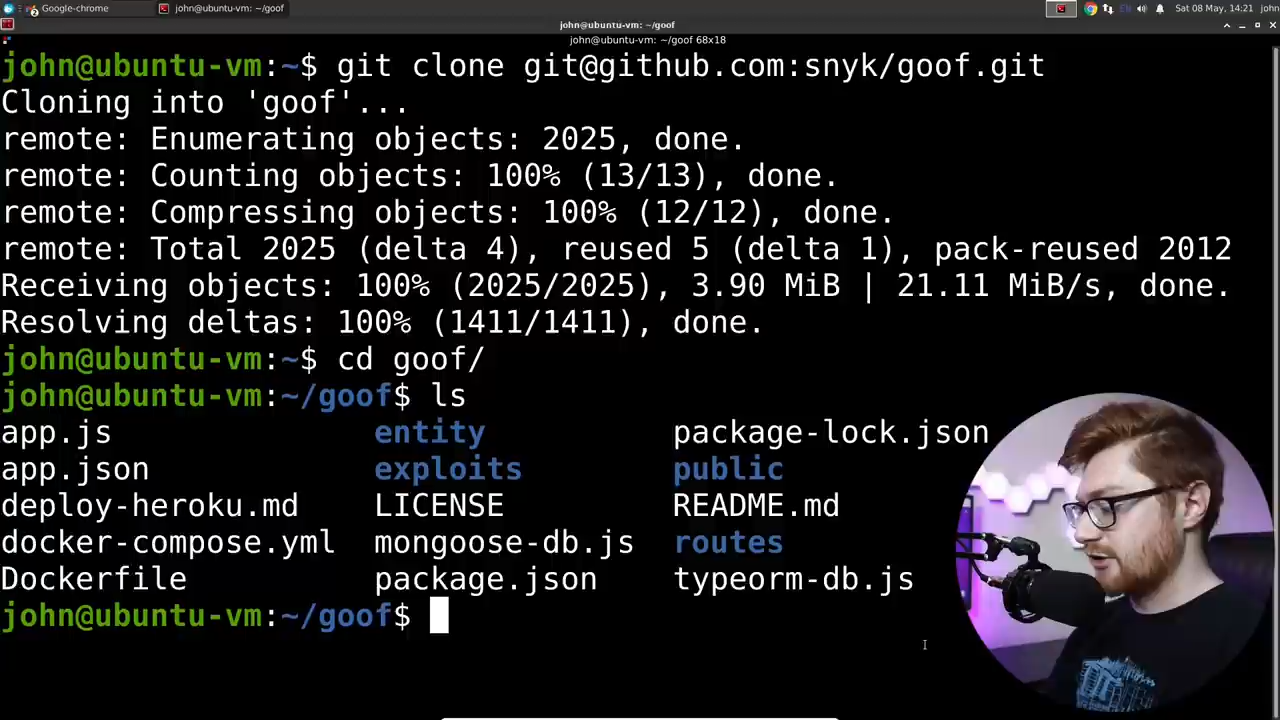 Google-chrome john@ubuntu-vm: ~/goof EN Sat 08 May, 14:21 john
2
john@ubuntu-vm:~/goof
john@ubuntu-vm: ~/goof 68x18
john@ubuntu-vm:~$ git clone git@github.com:snyk/goof.git
Cloning into 'goof'...
remote: Enumerating objects: 2025, done.
remote: Counting objects: 100% (13/13), done.
remote: Compressing objects: 100% (12/12), done.
remote: Total 2025 (delta 4), reused 5 (delta 1), pack-reused 2012
Receiving objects: 100% (2025/2025), 3.90 MiB | 21.11 MiB/s, done.
Resolving deltas: 100% (1411/1411), done.
john@ubuntu-vm:~$ cd goof/
john@ubuntu-vm:~/goof$ ls
app.js entity package-lock.json
app.json exploits public
deploy-heroku.md LICENSE README.md
docker-compose.yml mongoose-db.js routes
Dockerfile package.json typeorm-db.js
john@ubuntu-vm:~/goof$